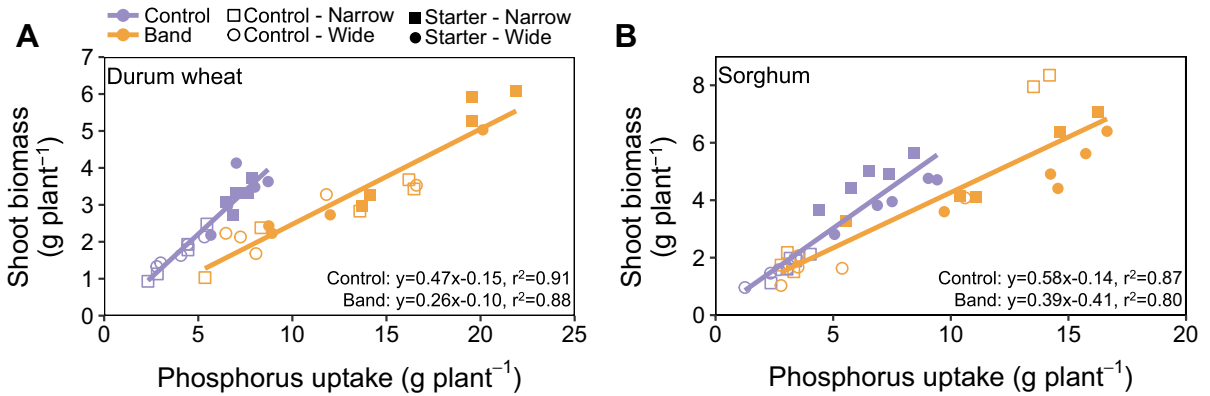 A
Control
Band
Control - Narrow
Control - Wide
Starter - Narrow
Starter - Wide
Durum wheat
Shoot biomass
(g plant⁻¹)
7
6
5
4
3
2
1
0
Control: y=0.47x-0.15, r²=0.91
Band: y=0.26x-0.10, r²=0.88
0 5 10 15 20 25
Phosphorus uptake (g plant⁻¹)
B
Sorghum
Shoot biomass
(g plant⁻¹)
8
6
4
2
0
Control: y=0.58x-0.14, r²=0.87
Band: y=0.39x-0.41, r²=0.80
0 5 10 15 20
Phosphorus uptake (g plant⁻¹)